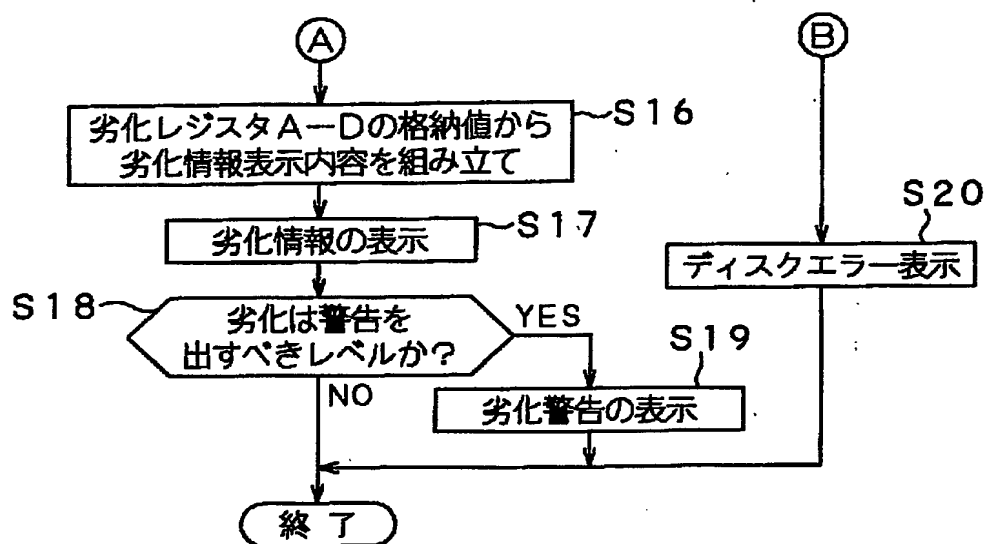 A
B
劣化レジスタA－Dの格納値から
劣化情報表示内容を組み立て
S16
劣化情報の表示
S17
S20
ディスクエラー表示
S18
劣化は警告を
出すべきレベルか？
YES
NO
S19
劣化警告の表示
終了